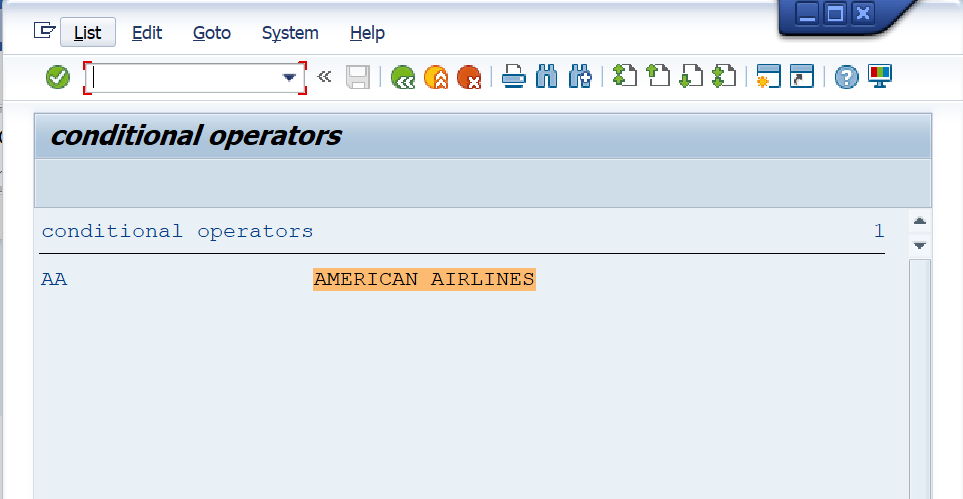 List Edit Goto System Help
conditional operators
conditional operators 1
AA AMERICAN AIRLINES